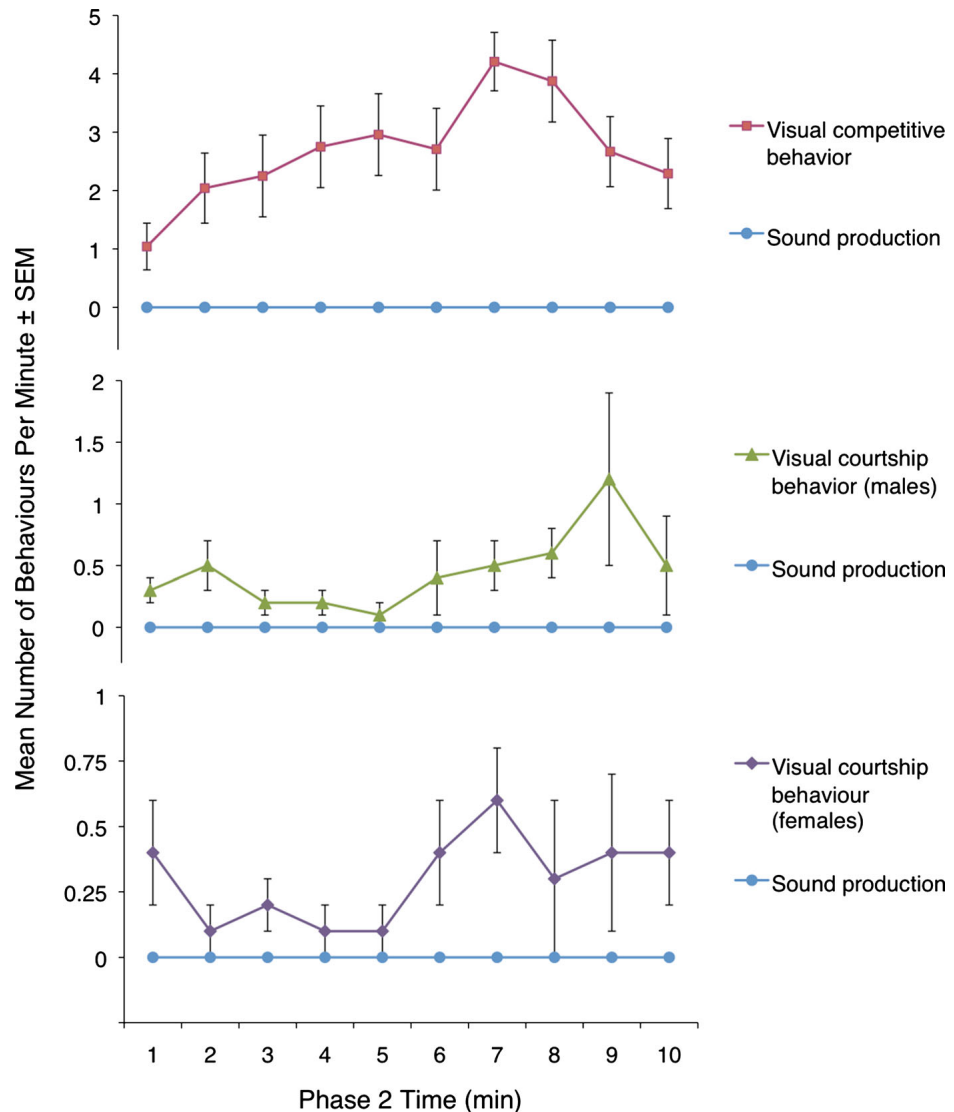 Mean Number of Behaviours Per Minute ± SEM
5
4
3
2
1
0
Visual competitive
behavior
Sound production
2
1.5
1
0.5
0
Visual courtship
behavior (males)
Sound production
1
0.75
0.5
0.25
0
Visual courtship
behaviour
(females)
Sound production
1 2 3 4 5 6 7 8 9 10
Phase 2 Time (min)